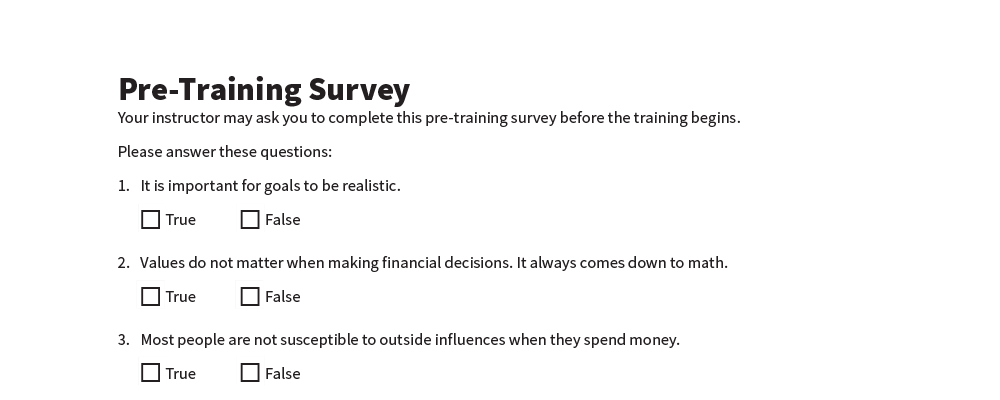 Pre-Training Survey
Your instructor may ask you to complete this pre-training survey before the training begins.
Please answer these questions:
1. It is important for goals to be realistic.
True False
2. Values do not matter when making financial decisions. It always comes down to math.
True False
3. Most people are not susceptible to outside influences when they spend money.
True False